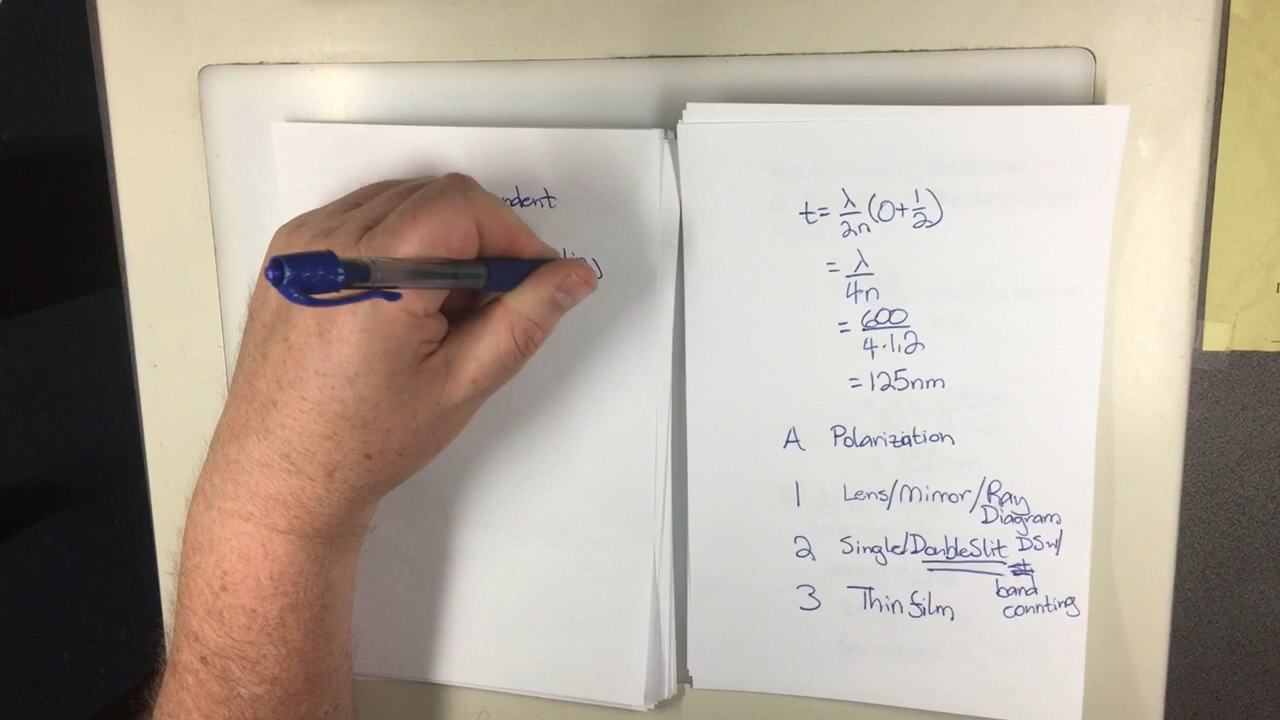 ndent
t = λ/2n (0 + 1/2)
= λ/4n
= 600/4·1.2
= 125nm
A Polarization
1 Lens/Mirror/Ray
Diagram
2 Single/DoubleSlit DSw/
band
counting
3 Thin film